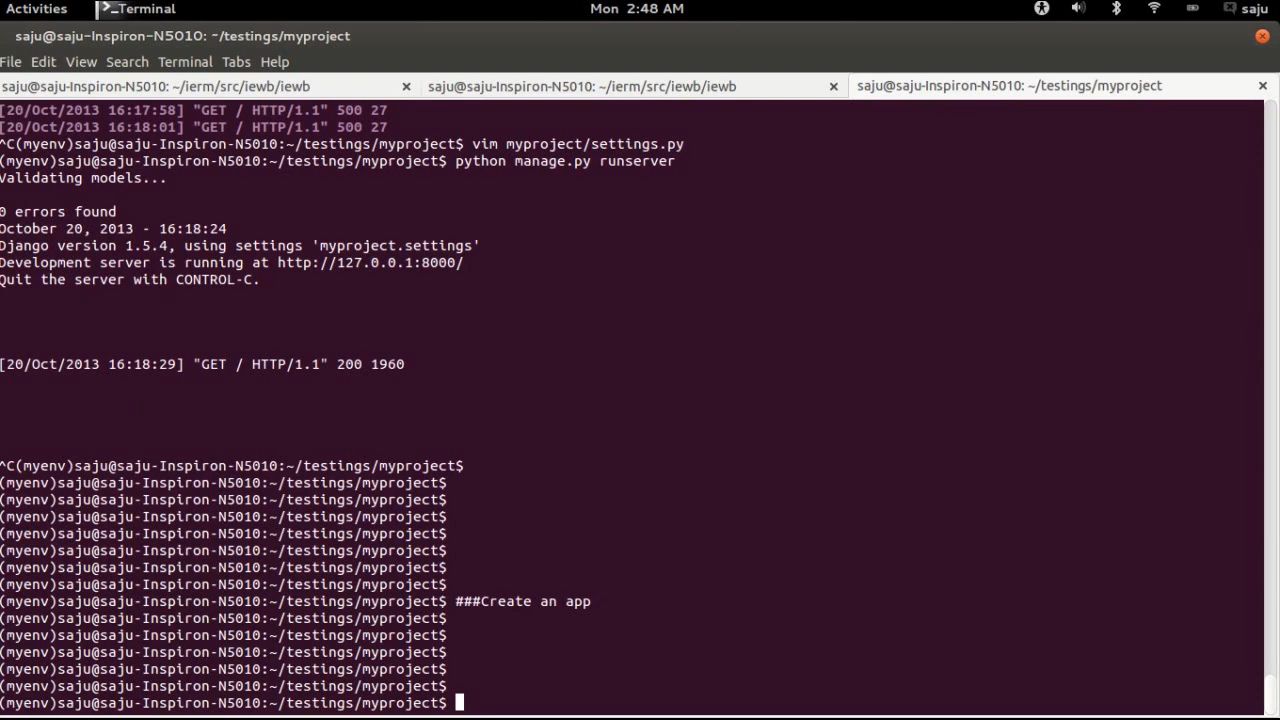 Activities Terminal Mon 2:48 AM saju
saju@saju-Inspiron-N5010: ~/testings/myproject
File Edit View Search Terminal Tabs Help
saju@saju-Inspiron-N5010: ~/ierm/src/iewb/iewb saju@saju-Inspiron-N5010: ~/ierm/src/iewb/iewb saju@saju-Inspiron-N5010: ~/testings/myproject
[20/Oct/2013 16:17:58] "GET / HTTP/1.1" 500 27
[20/Oct/2013 16:18:01] "GET / HTTP/1.1" 500 27
^C(myenv)saju@saju-Inspiron-N5010:~/testings/myproject$ vim myproject/settings.py
(myenv)saju@saju-Inspiron-N5010:~/testings/myproject$ python manage.py runserver
Validating models...
0 errors found
October 20, 2013 - 16:18:24
Django version 1.5.4, using settings 'myproject.settings'
Development server is running at http://127.0.0.1:8000/
Quit the server with CONTROL-C.
[20/Oct/2013 16:18:29] "GET / HTTP/1.1" 200 1960
^C(myenv)saju@saju-Inspiron-N5010:~/testings/myproject$
(myenv)saju@saju-Inspiron-N5010:~/testings/myproject$
(myenv)saju@saju-Inspiron-N5010:~/testings/myproject$
(myenv)saju@saju-Inspiron-N5010:~/testings/myproject$
(myenv)saju@saju-Inspiron-N5010:~/testings/myproject$
(myenv)saju@saju-Inspiron-N5010:~/testings/myproject$
(myenv)saju@saju-Inspiron-N5010:~/testings/myproject$
(myenv)saju@saju-Inspiron-N5010:~/testings/myproject$
(myenv)saju@saju-Inspiron-N5010:~/testings/myproject$ ###Create an app
(myenv)saju@saju-Inspiron-N5010:~/testings/myproject$
(myenv)saju@saju-Inspiron-N5010:~/testings/myproject$
(myenv)saju@saju-Inspiron-N5010:~/testings/myproject$
(myenv)saju@saju-Inspiron-N5010:~/testings/myproject$
(myenv)saju@saju-Inspiron-N5010:~/testings/myproject$
(myenv)saju@saju-Inspiron-N5010:~/testings/myproject$